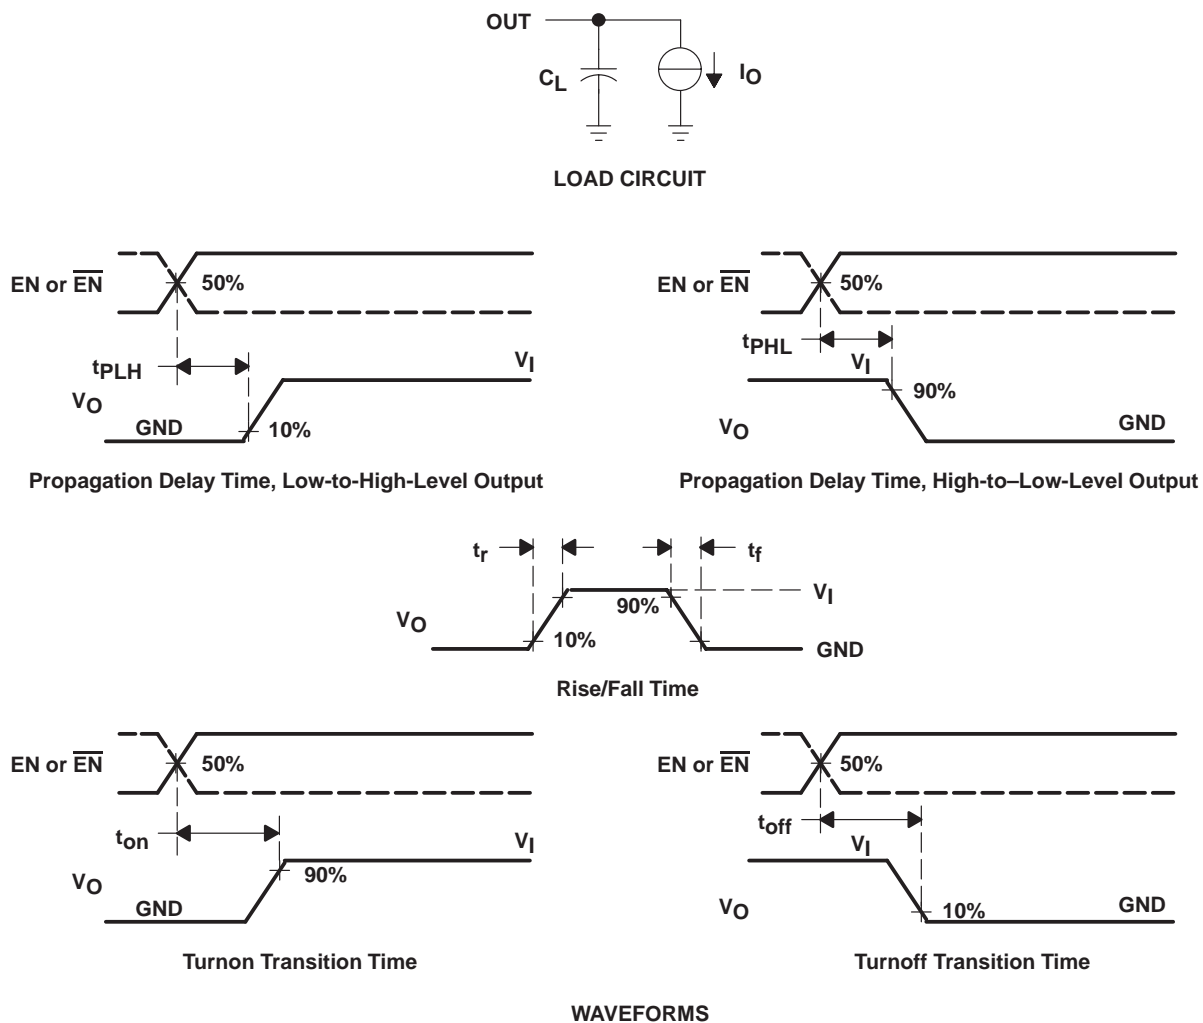 OUT
CL
IO
LOAD CIRCUIT
EN or EN
50%
tPLH
VI
VO
GND
10%
Propagation Delay Time, Low-to-High-Level Output
EN or EN
50%
tPHL
VI
90%
VO
GND
Propagation Delay Time, High-to–Low-Level Output
tr
tf
VI
90%
VO
10%
GND
Rise/Fall Time
EN or EN
50%
ton
VI
VO
90%
GND
Turnon Transition Time
EN or EN
50%
toff
VI
VO
10%
GND
Turnoff Transition Time
WAVEFORMS